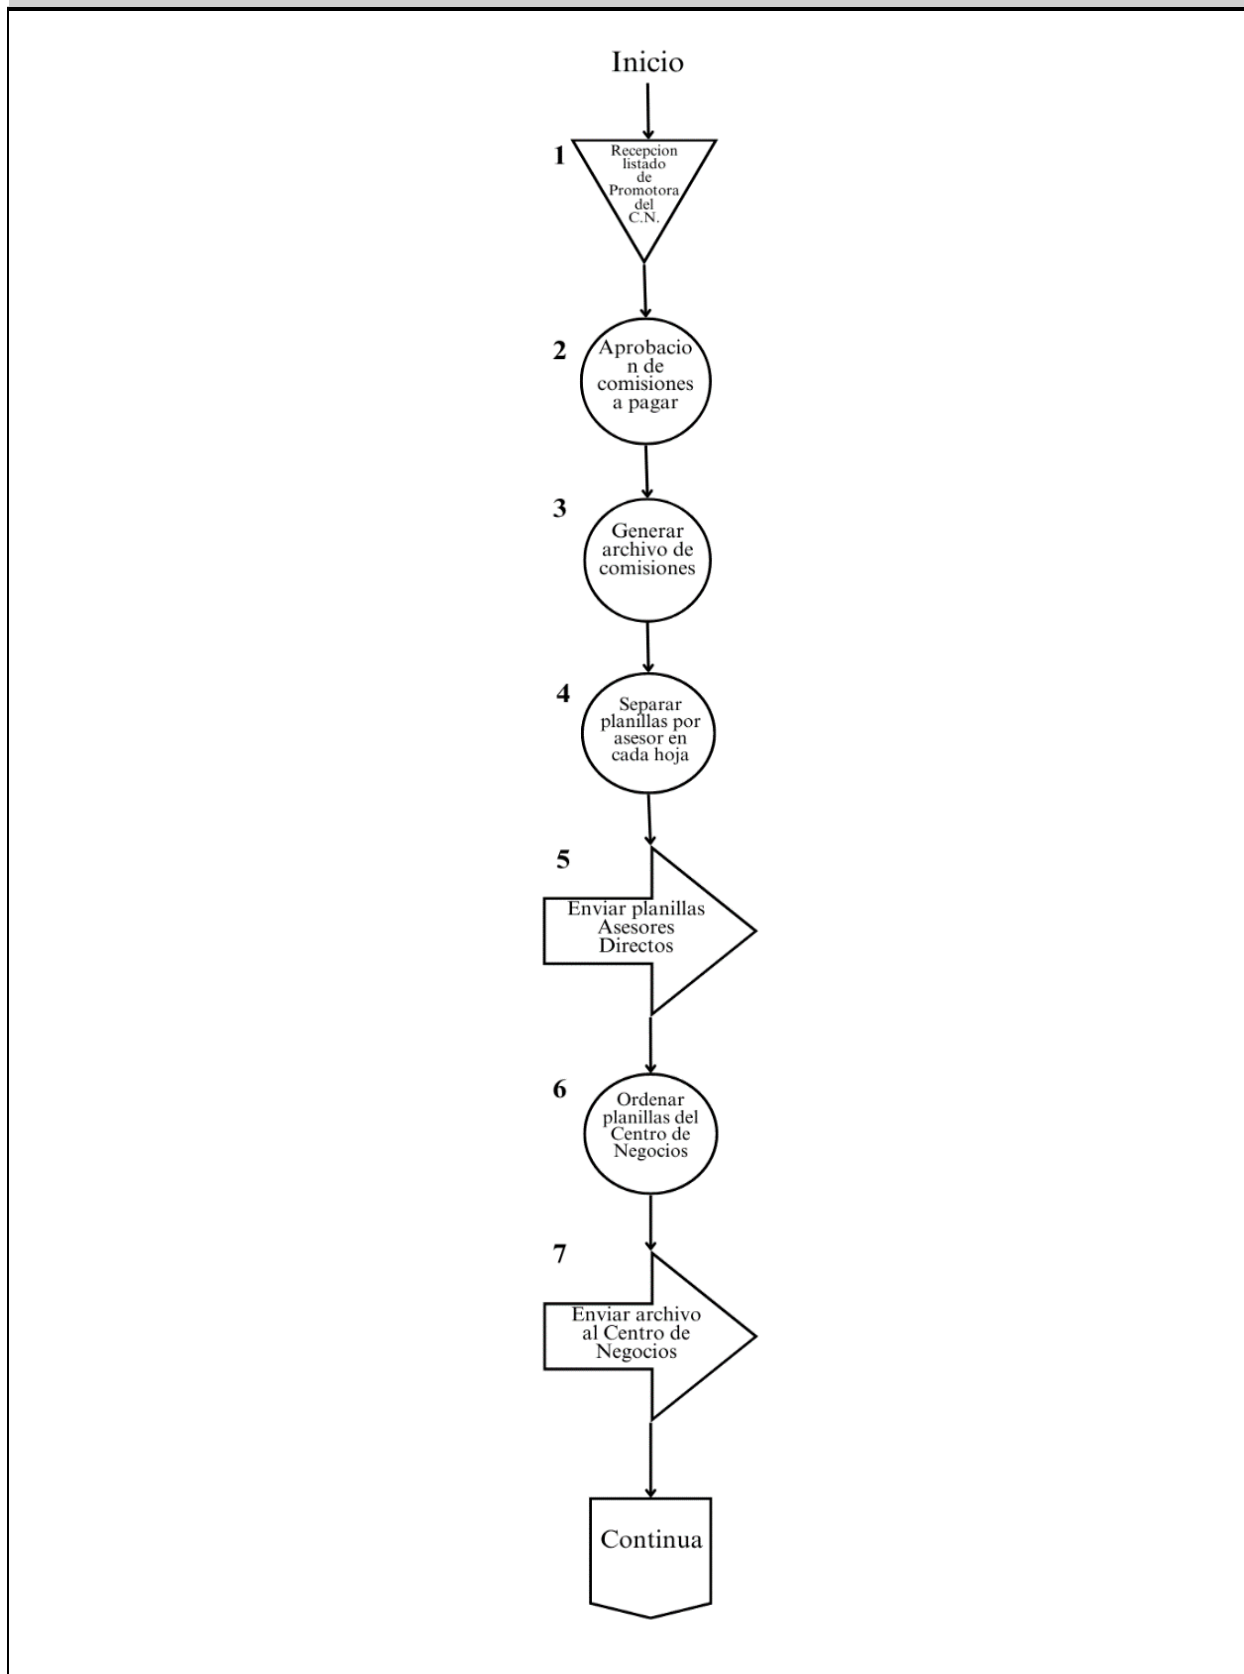 Inicio
1
Recepcion
listado
de
Promotora
del
C.N.
2
Aprobacio
n de
comisiones
a pagar
3
Generar
archivo de
comisiones
4
Separar
planillas por
asesor en
cada hoja
5
Enviar planillas
Asesores
Directos
6
Ordenar
planillas del
Centro de
Negocios
7
Enviar archivo
al Centro de
Negocios
Continua